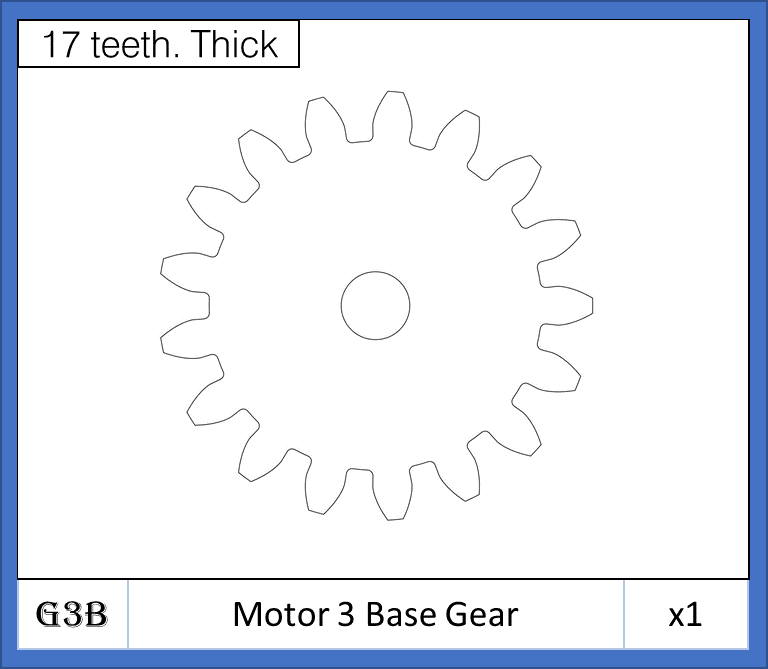 17 teeth. Thick
G3B
Motor 3 Base Gear
x1